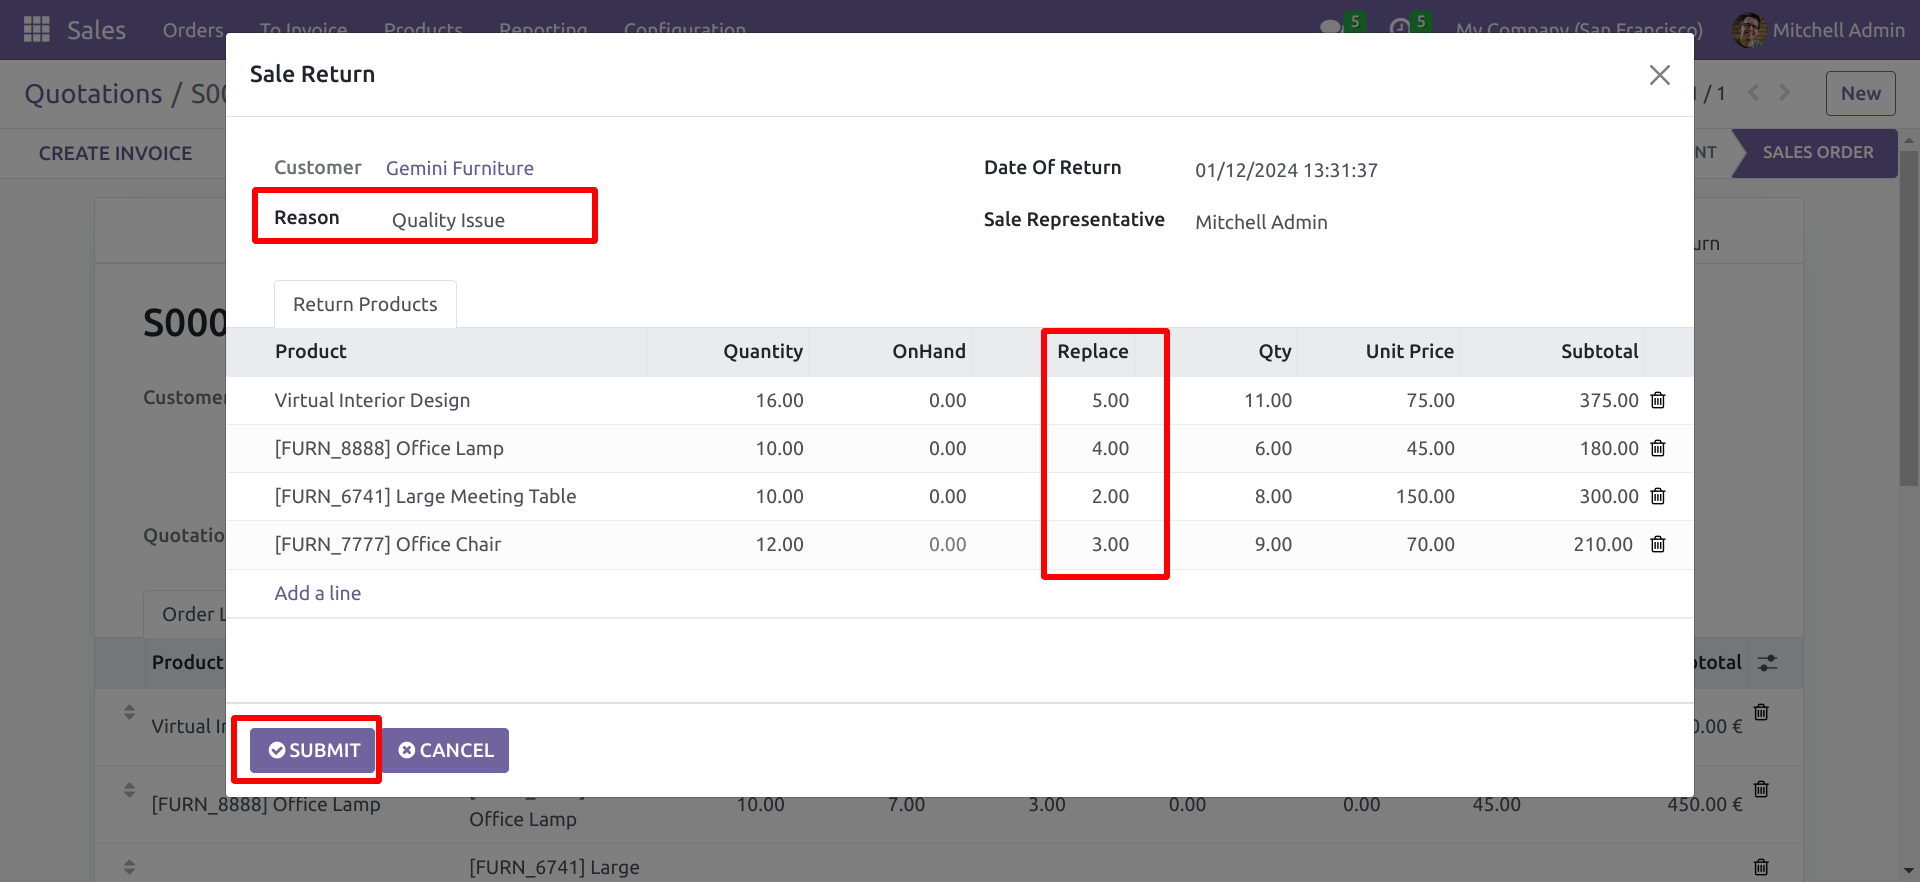 Sales Orders To Invoice Products Reporting Configuration 5 5 My Company (San Francisco) Mitchell Admin
Sale Return
Quotations / S00 / 1 New
CREATE INVOICE SALES ORDER
Customer Gemini Furniture Date Of Return 01/12/2024 13:31:37
Reason Quality Issue Sale Representative Mitchell Admin
Return Products
S000
Product Quantity OnHand Replace Qty Unit Price Subtotal
Virtual Interior Design 16.00 0.00 5.00 11.00 75.00 375.00
Customer
[FURN_8888] Office Lamp 10.00 0.00 4.00 6.00 45.00 180.00
[FURN_6741] Large Meeting Table 10.00 0.00 2.00 8.00 150.00 300.00
[FURN_7777] Office Chair 12.00 0.00 3.00 9.00 70.00 210.00
Add a line
Order L
Product
SUBMIT CANCEL
Virtual
[FURN_8888] Office Lamp 10.00 7.00 3.00 0.00 0.00 45.00 450.00 €
Office Lamp
[FURN_6741] Large